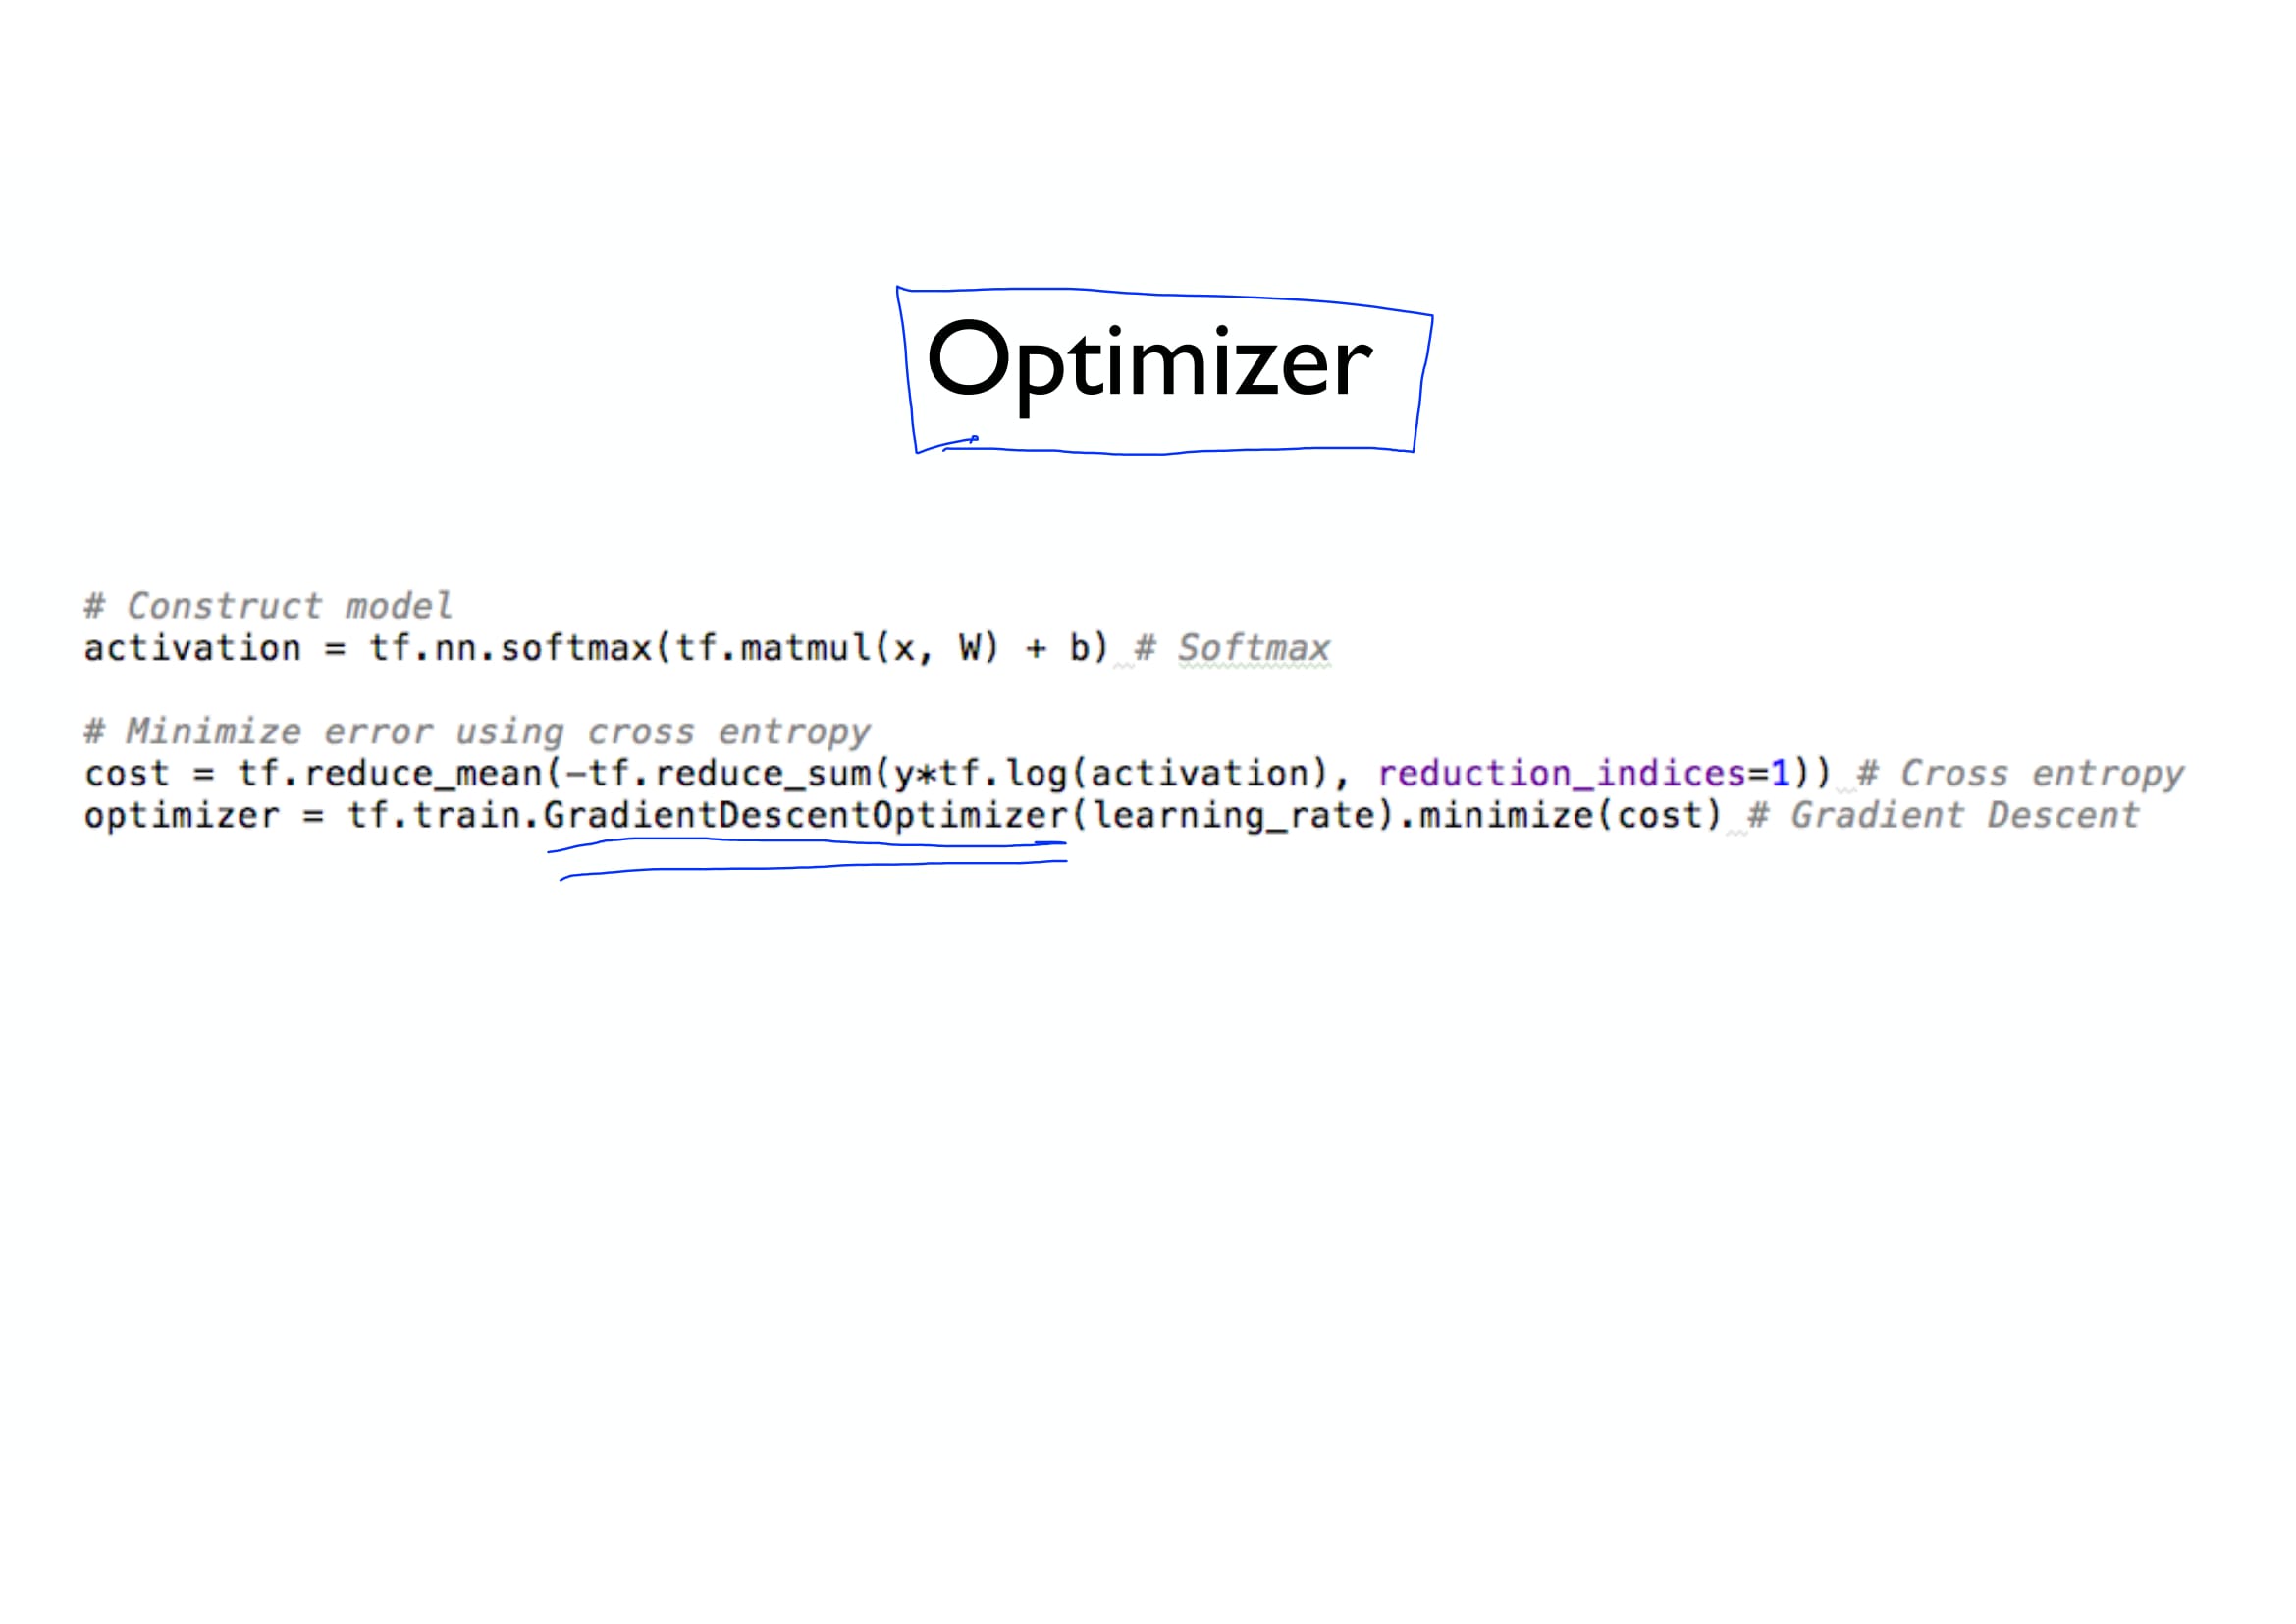 Optimizer
# Construct model
activation = tf.nn.softmax(tf.matmul(x, W) + b) # Softmax
# Minimize error using cross entropy
cost = tf.reduce_mean(-tf.reduce_sum(y*tf.log(activation), reduction_indices=1)) # Cross entropy
optimizer = tf.train.GradientDescentOptimizer(learning_rate).minimize(cost) # Gradient Descent